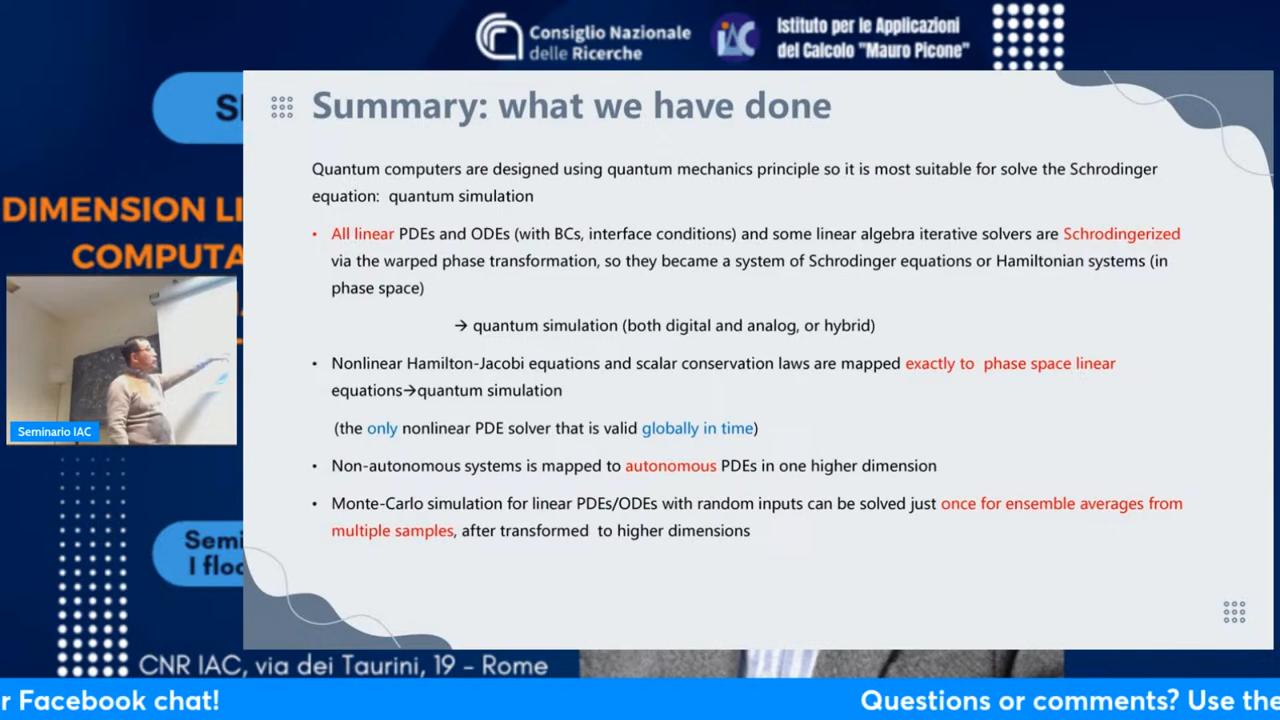 Consiglio Nazionale
delle Ricerche
iAC
Istituto per le Applicazioni
del Calcolo "Mauro Picone"
Summary: what we have done
Quantum computers are designed using quantum mechanics principle so it is most suitable for solve the Schrodinger
equation: quantum simulation
• All linear PDEs and ODEs (with BCs, interface conditions) and some linear algebra iterative solvers are Schrodingerized
via the warped phase transformation, so they became a system of Schrodinger equations or Hamiltonian systems (in
phase space)
→ quantum simulation (both digital and analog, or hybrid)
• Nonlinear Hamilton-Jacobi equations and scalar conservation laws are mapped exactly to phase space linear
equations→quantum simulation
(the only nonlinear PDE solver that is valid globally in time)
• Non-autonomous systems is mapped to autonomous PDEs in one higher dimension
• Monte-Carlo simulation for linear PDEs/ODEs with random inputs can be solved just once for ensemble averages from
multiple samples, after transformed to higher dimensions
DIMENSION
COMPUTA
Seminario IAC
Semi
I floo
CNR IAC, via dei Taurini, 19 - Rome
r Facebook chat!
Questions or comments? Use the